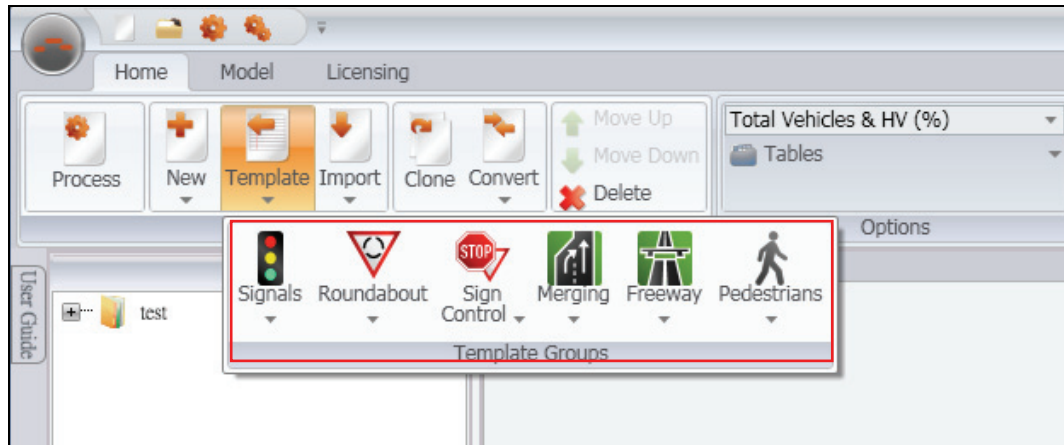 Home Model Licensing
Process New Template Import Clone Convert
Move Up
Move Down
Delete
Total Vehicles & HV (%)
Tables
Options
Signals Roundabout STOP Sign Control Merging Freeway Pedestrians
Template Groups
User Guide
test